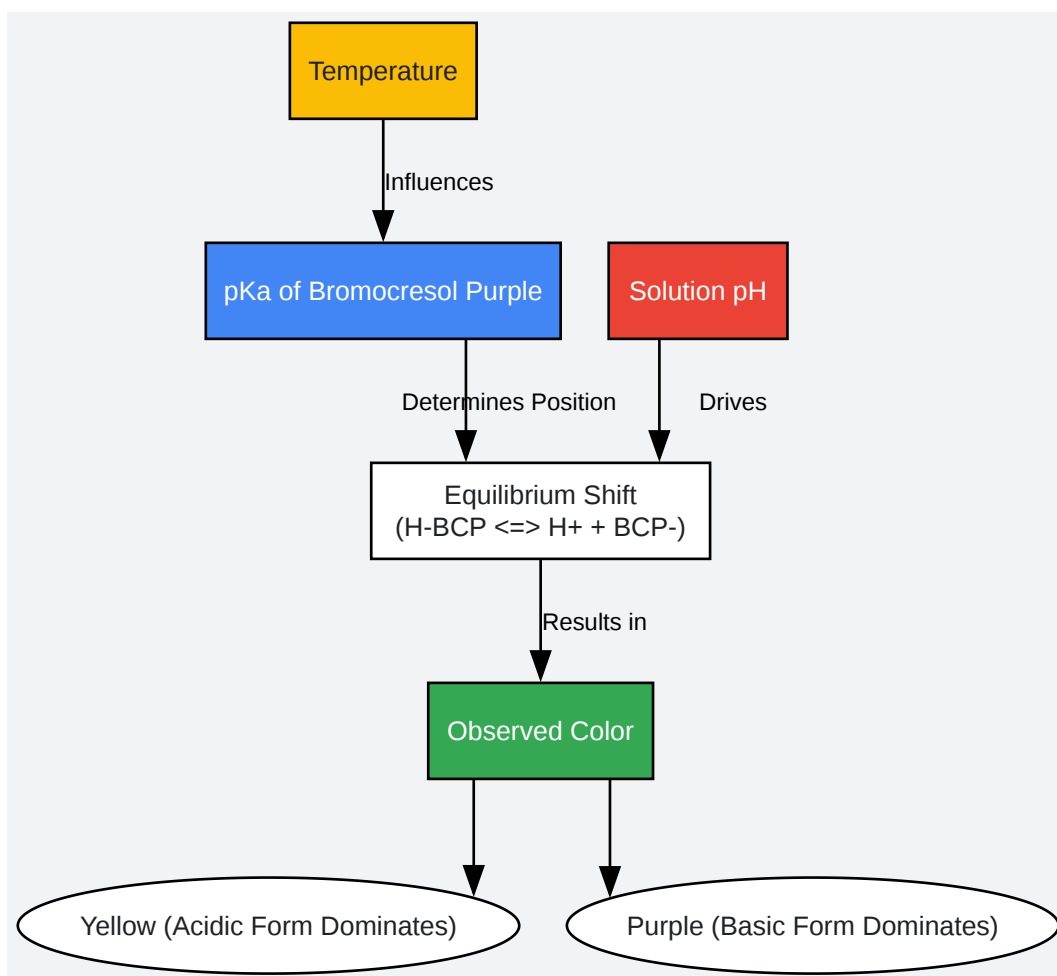 Temperature
Influences
pKa of Bromocresol Purple
Solution pH
Determines Position
Drives
Equilibrium Shift
(H-BCP <=> H+ + BCP-)
Results in
Observed Color
Yellow (Acidic Form Dominates)
Purple (Basic Form Dominates)